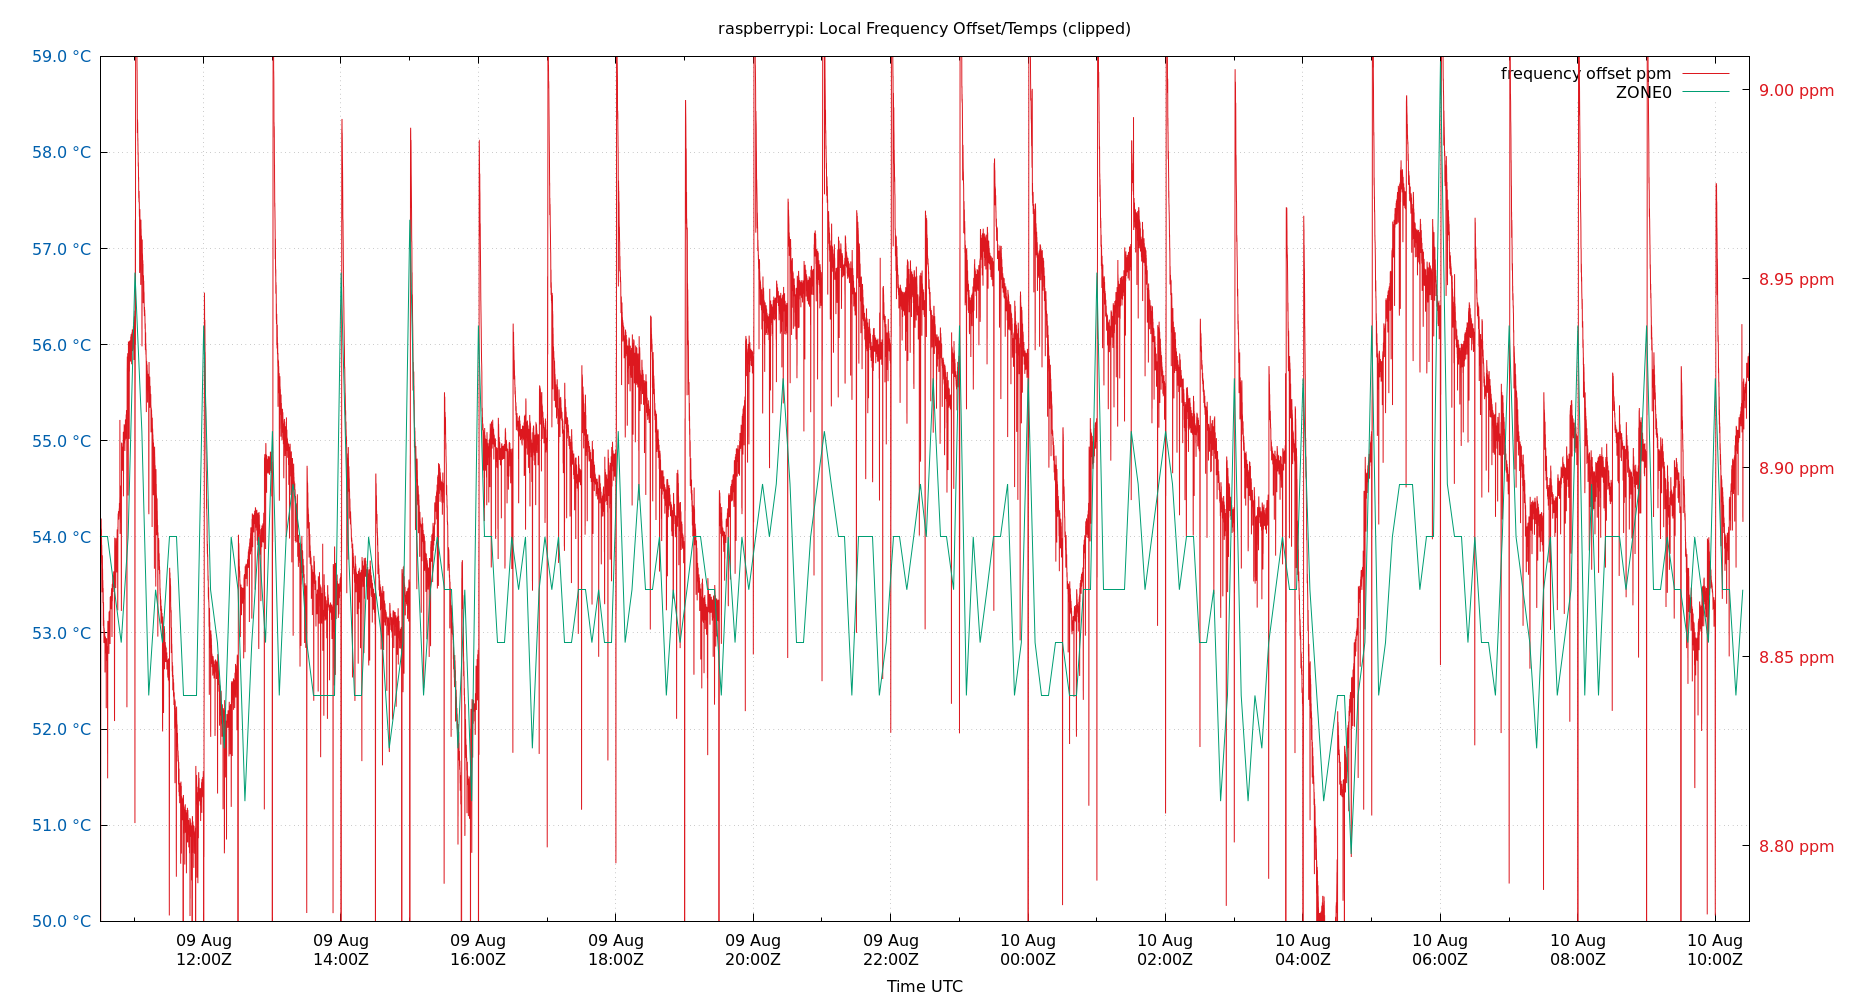 raspberrypi: Local Frequency Offset/Temps (clipped)
59.0 °C
58.0 °C
57.0 °C
56.0 °C
55.0 °C
54.0 °C
53.0 °C
52.0 °C
51.0 °C
50.0 °C
frequency offset ppm
ZONE0
9.00 ppm
8.95 ppm
8.90 ppm
8.85 ppm
8.80 ppm
09 Aug
12:00Z
09 Aug
14:00Z
09 Aug
16:00Z
09 Aug
18:00Z
09 Aug
20:00Z
09 Aug
22:00Z
10 Aug
00:00Z
10 Aug
02:00Z
10 Aug
04:00Z
10 Aug
06:00Z
10 Aug
08:00Z
10 Aug
10:00Z
Time UTC